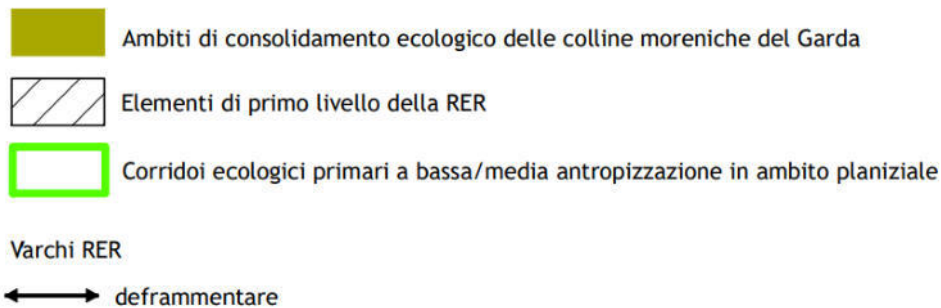 Ambiti di consolidamento ecologico delle colline moreniche del Garda
Elementi di primo livello della RER
Corridoi ecologici primari a bassa/media antropizzazione in ambito planiziale
Varchi RER
deframmentare